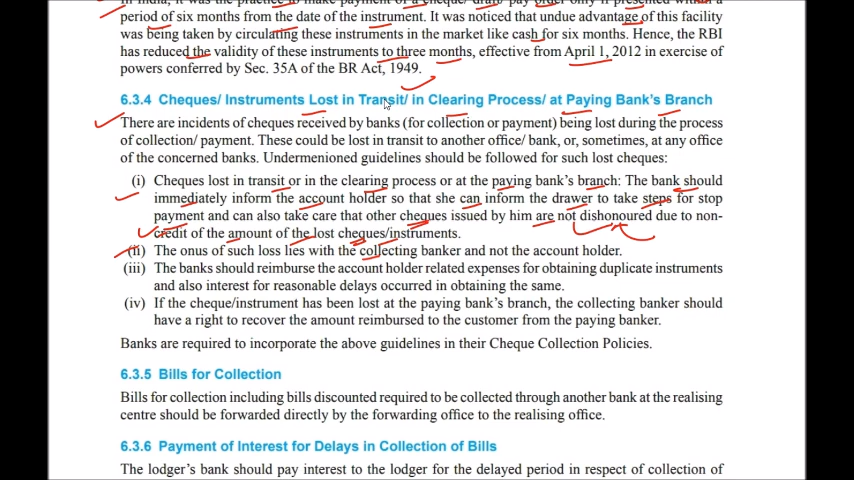 In India, it was the practice to make payment of a cheque/ draft/ pay order only if presented within a
period of six months from the date of the instrument. It was noticed that undue advantage of this facility
was being taken by circulating these instruments in the market like cash for six months. Hence, the RBI
has reduced the validity of these instruments to three months, effective from April 1, 2012 in exercise of
powers conferred by Sec. 35A of the BR Act, 1949.
6.3.4 Cheques/ Instruments Lost in Transit/ in Clearing Process/ at Paying Bank's Branch
There are incidents of cheques received by banks (for collection or payment) being lost during the process
of collection/ payment. These could be lost in transit to another office/ bank, or, sometimes, at any office
of the concerned banks. Undermentioned guidelines should be followed for such lost cheques:
(i) Cheques lost in transit or in the clearing process or at the paying bank's branch: The bank should
immediately inform the account holder so that she can inform the drawer to take steps for stop
payment and can also take care that other cheques issued by him are not dishonoured due to non-
credit of the amount of the lost cheques/instruments.
(ii) The onus of such loss lies with the collecting banker and not the account holder.
(iii) The banks should reimburse the account holder related expenses for obtaining duplicate instruments
and also interest for reasonable delays occurred in obtaining the same.
(iv) If the cheque/instrument has been lost at the paying bank's branch, the collecting banker should
have a right to recover the amount reimbursed to the customer from the paying banker.
Banks are required to incorporate the above guidelines in their Cheque Collection Policies.
6.3.5 Bills for Collection
Bills for collection including bills discounted required to be collected through another bank at the realising
centre should be forwarded directly by the forwarding office to the realising office.
6.3.6 Payment of Interest for Delays in Collection of Bills
The lodger's bank should pay interest to the lodger for the delayed period in respect of collection of